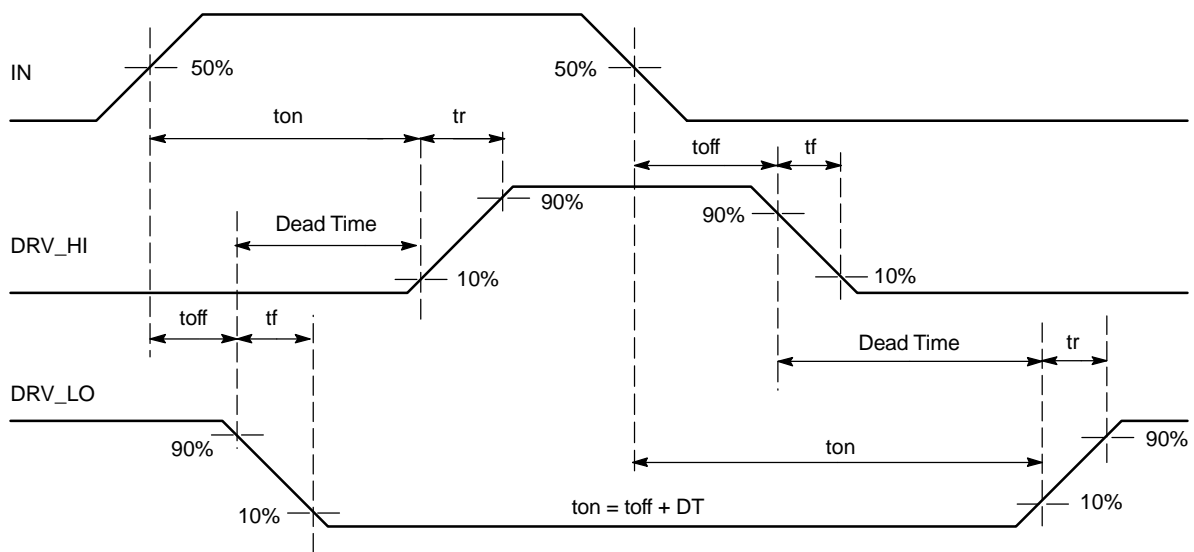 IN
50%
50%
ton
tr
toff
tf
DRV_HI
Dead Time
90%
90%
10%
10%
toff
tf
Dead Time
tr
DRV_LO
90%
ton
90%
10%
ton = toff + DT
10%